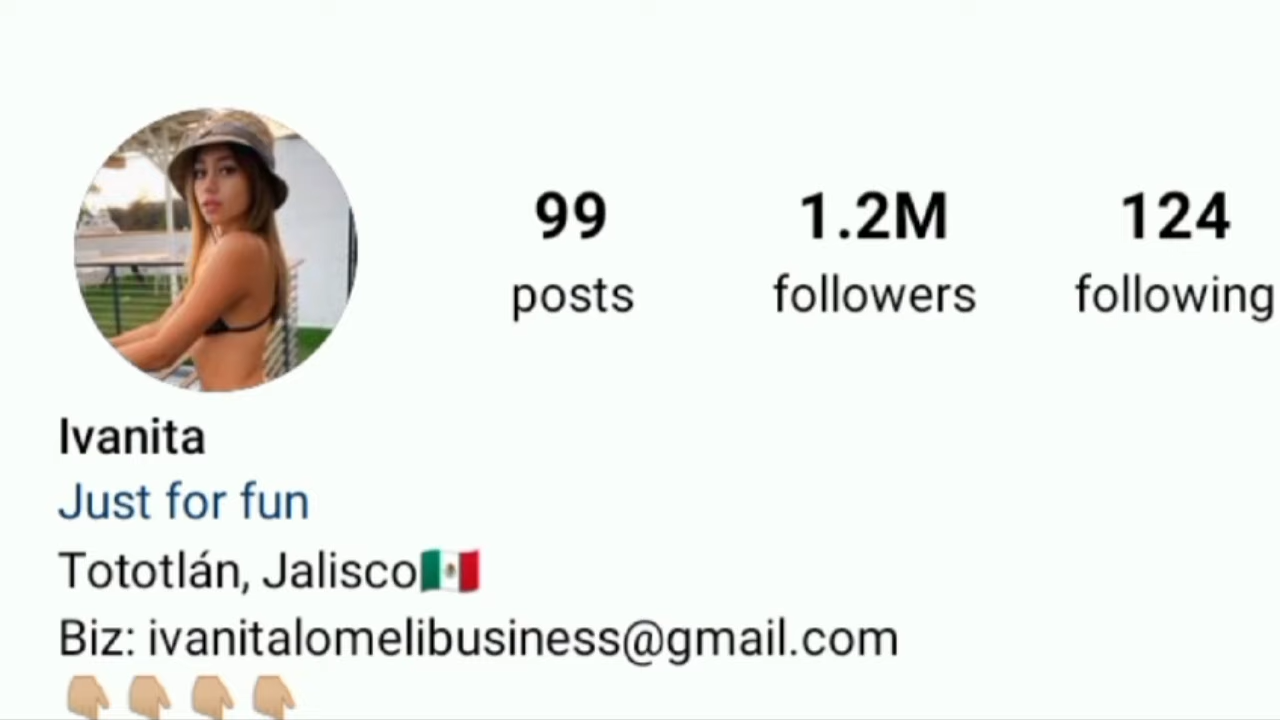 99 1.2M 124
posts followers following
Ivanita
Just for fun
Tototlán, Jalisco🇲🇽
Biz: ivanitalomelibusiness@gmail.com
👇🏼👇🏼👇🏼👇🏼